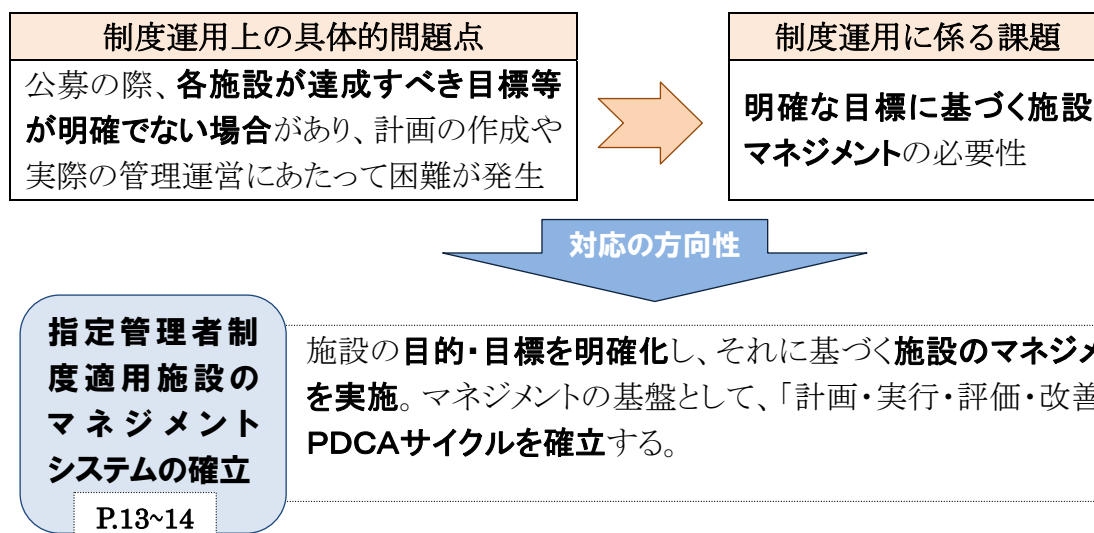 制度運用上の具体的問題点
公募の際、各施設が達成すべき目標等
が明確でない場合があり、計画の作成や
実際の管理運営にあたって困難が発生
制度運用に係る課題
明確な目標に基づく施設
マネジメントの必要性
対応の方向性
指定管理者制
度適用施設の
マネジメント
システムの確立
P.13~14
施設の目的・目標を明確化し、それに基づく施設のマネジメ
を実施。マネジメントの基盤として、「計画・実行・評価・改善
PDCAサイクルを確立する。